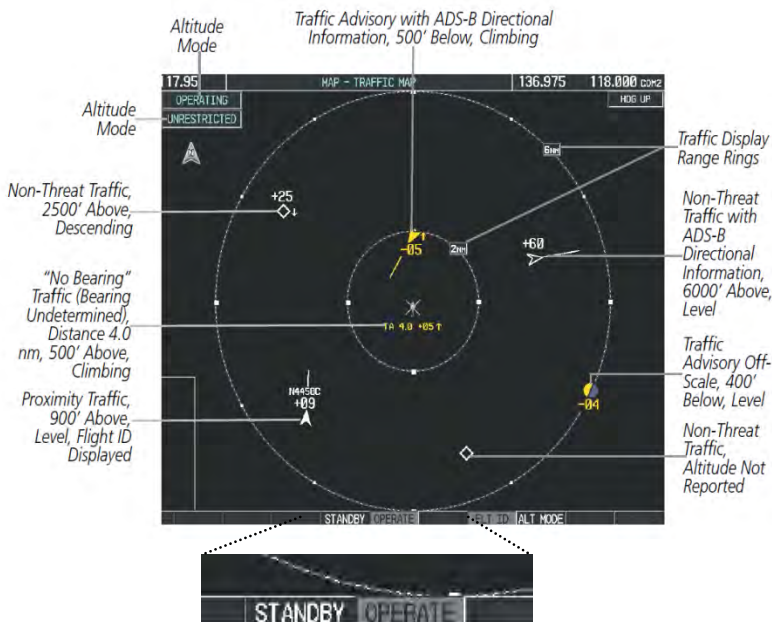 Altitude
Mode
Traffic Advisory with ADS-B Directional
Information, 500' Below, Climbing
17.95
MAP – TRAFFIC MAP
136.975
118.000 COM2
OPERATING
HDG UP
Altitude
Mode
UNRESTRICTED
N
6NM
Traffic Display
Range Rings
Non-Threat Traffic,
2500' Above,
Descending
+25
-05
2NM
+60
Non-Threat
Traffic with
ADS-B
Directional
Information,
6000' Above,
Level
"No Bearing"
Traffic (Bearing
Undetermined),
Distance 4.0
nm, 500' Above,
Climbing
TA 4.0 +05 ↑
Traffic
Advisory Off-
Scale, 400'
Below, Level
-04
Proximity Traffic,
900' Above,
Level, Flight ID
Displayed
+09
Non-Threat
Traffic,
Altitude Not
Reported
STANDBY
OPERATE
FLT ID
ALT MODE
STANDBY
OPERATE